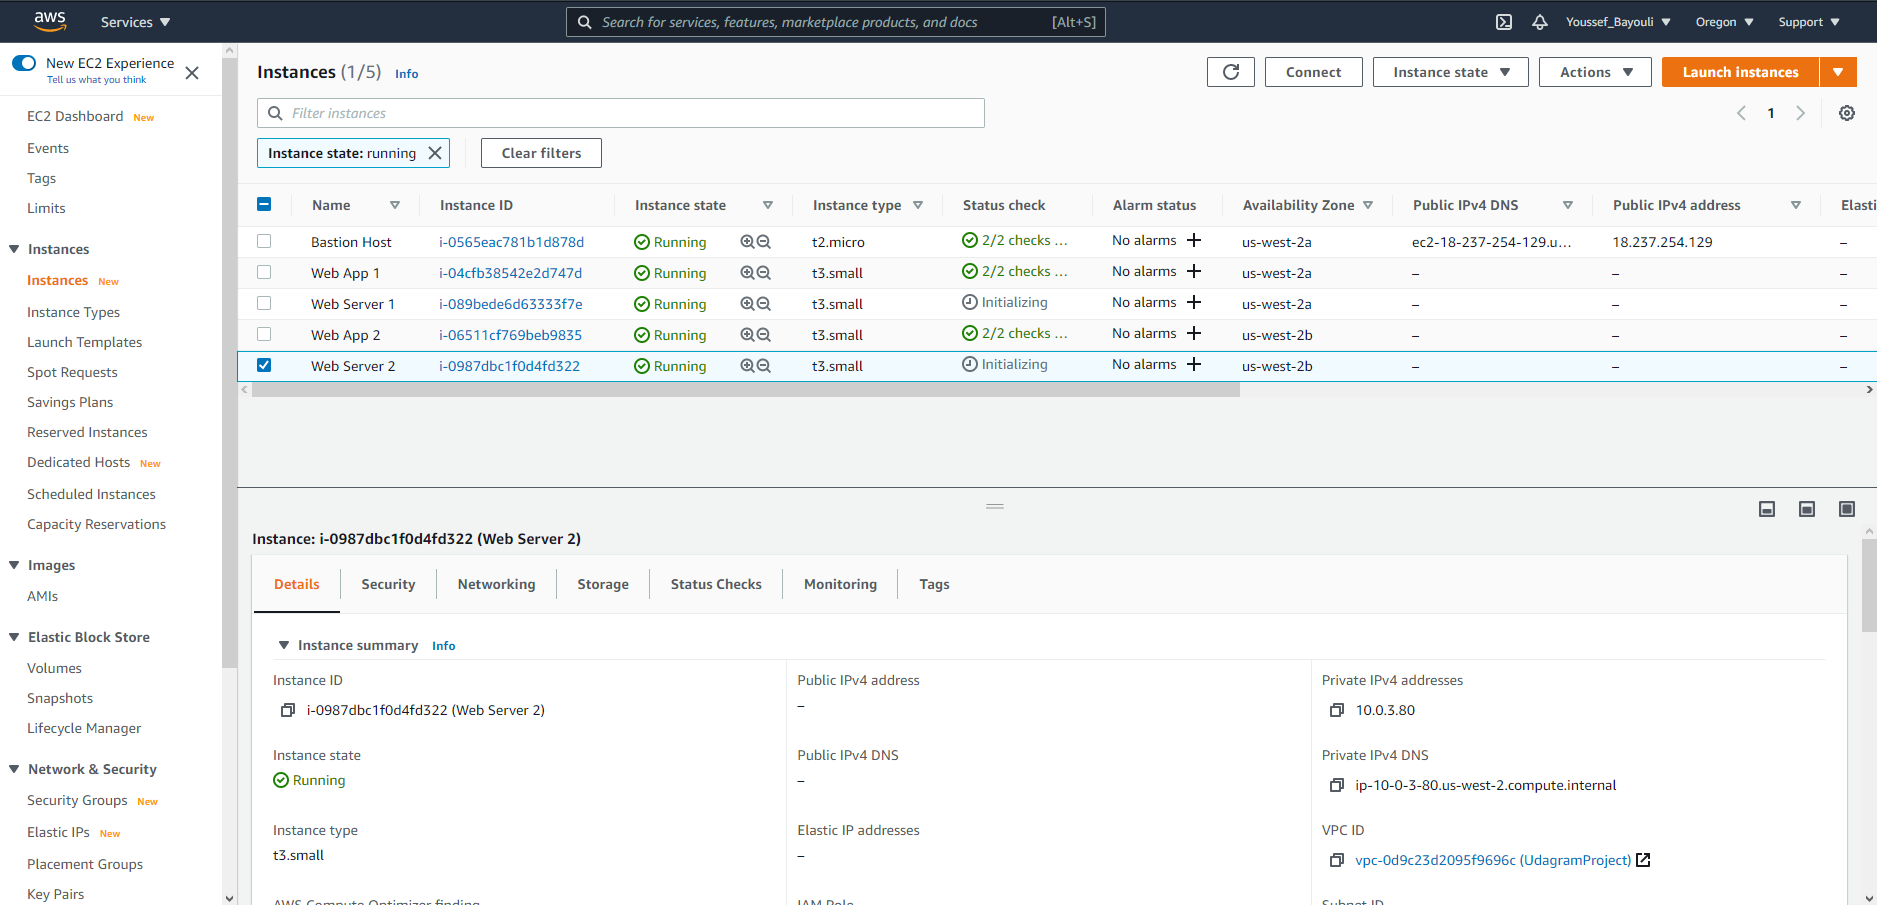 aws Services Search for services, features, marketplace products, and docs [Alt+S] Youssef_Bayouli Oregon Support
New EC2 Experience
Tell us what you think
EC2 Dashboard New
Events
Tags
Limits
Instances
Instances New
Instance Types
Launch Templates
Spot Requests
Savings Plans
Reserved Instances
Dedicated Hosts New
Scheduled Instances
Capacity Reservations
Images
AMIs
Elastic Block Store
Volumes
Snapshots
Lifecycle Manager
Network & Security
Security Groups New
Elastic IPs New
Placement Groups
Key Pairs
Instances (1/5) Info Connect Instance state Actions Launch instances
Filter instances 1
Instance state: running Clear filters
Name Instance ID Instance state Instance type Status check Alarm status Availability Zone Public IPv4 DNS Public IPv4 address Elasti
Bastion Host i-0565eac781b1d878d Running t2.micro 2/2 checks ... No alarms us-west-2a ec2-18-237-254-129.u... 18.237.254.129 –
Web App 1 i-04cfb38542e2d747d Running t3.small 2/2 checks ... No alarms us-west-2a – – –
Web Server 1 i-089bede6d63333f7e Running t3.small Initializing No alarms us-west-2a – – –
Web App 2 i-06511cf769beb9835 Running t3.small 2/2 checks ... No alarms us-west-2b – – –
Web Server 2 i-0987dbc1f0d4fd322 Running t3.small Initializing No alarms us-west-2b – – –
Instance: i-0987dbc1f0d4fd322 (Web Server 2)
Details Security Networking Storage Status Checks Monitoring Tags
Instance summary Info
Instance ID Public IPv4 address Private IPv4 addresses
i-0987dbc1f0d4fd322 (Web Server 2) – 10.0.3.80
Instance state Public IPv4 DNS Private IPv4 DNS
Running – ip-10-0-3-80.us-west-2.compute.internal
Instance type Elastic IP addresses VPC ID
t3.small – vpc-0d9c23d2095f9696c (UdagramProject)
AWS Compute Optimizer finding IAM Role Subnet ID